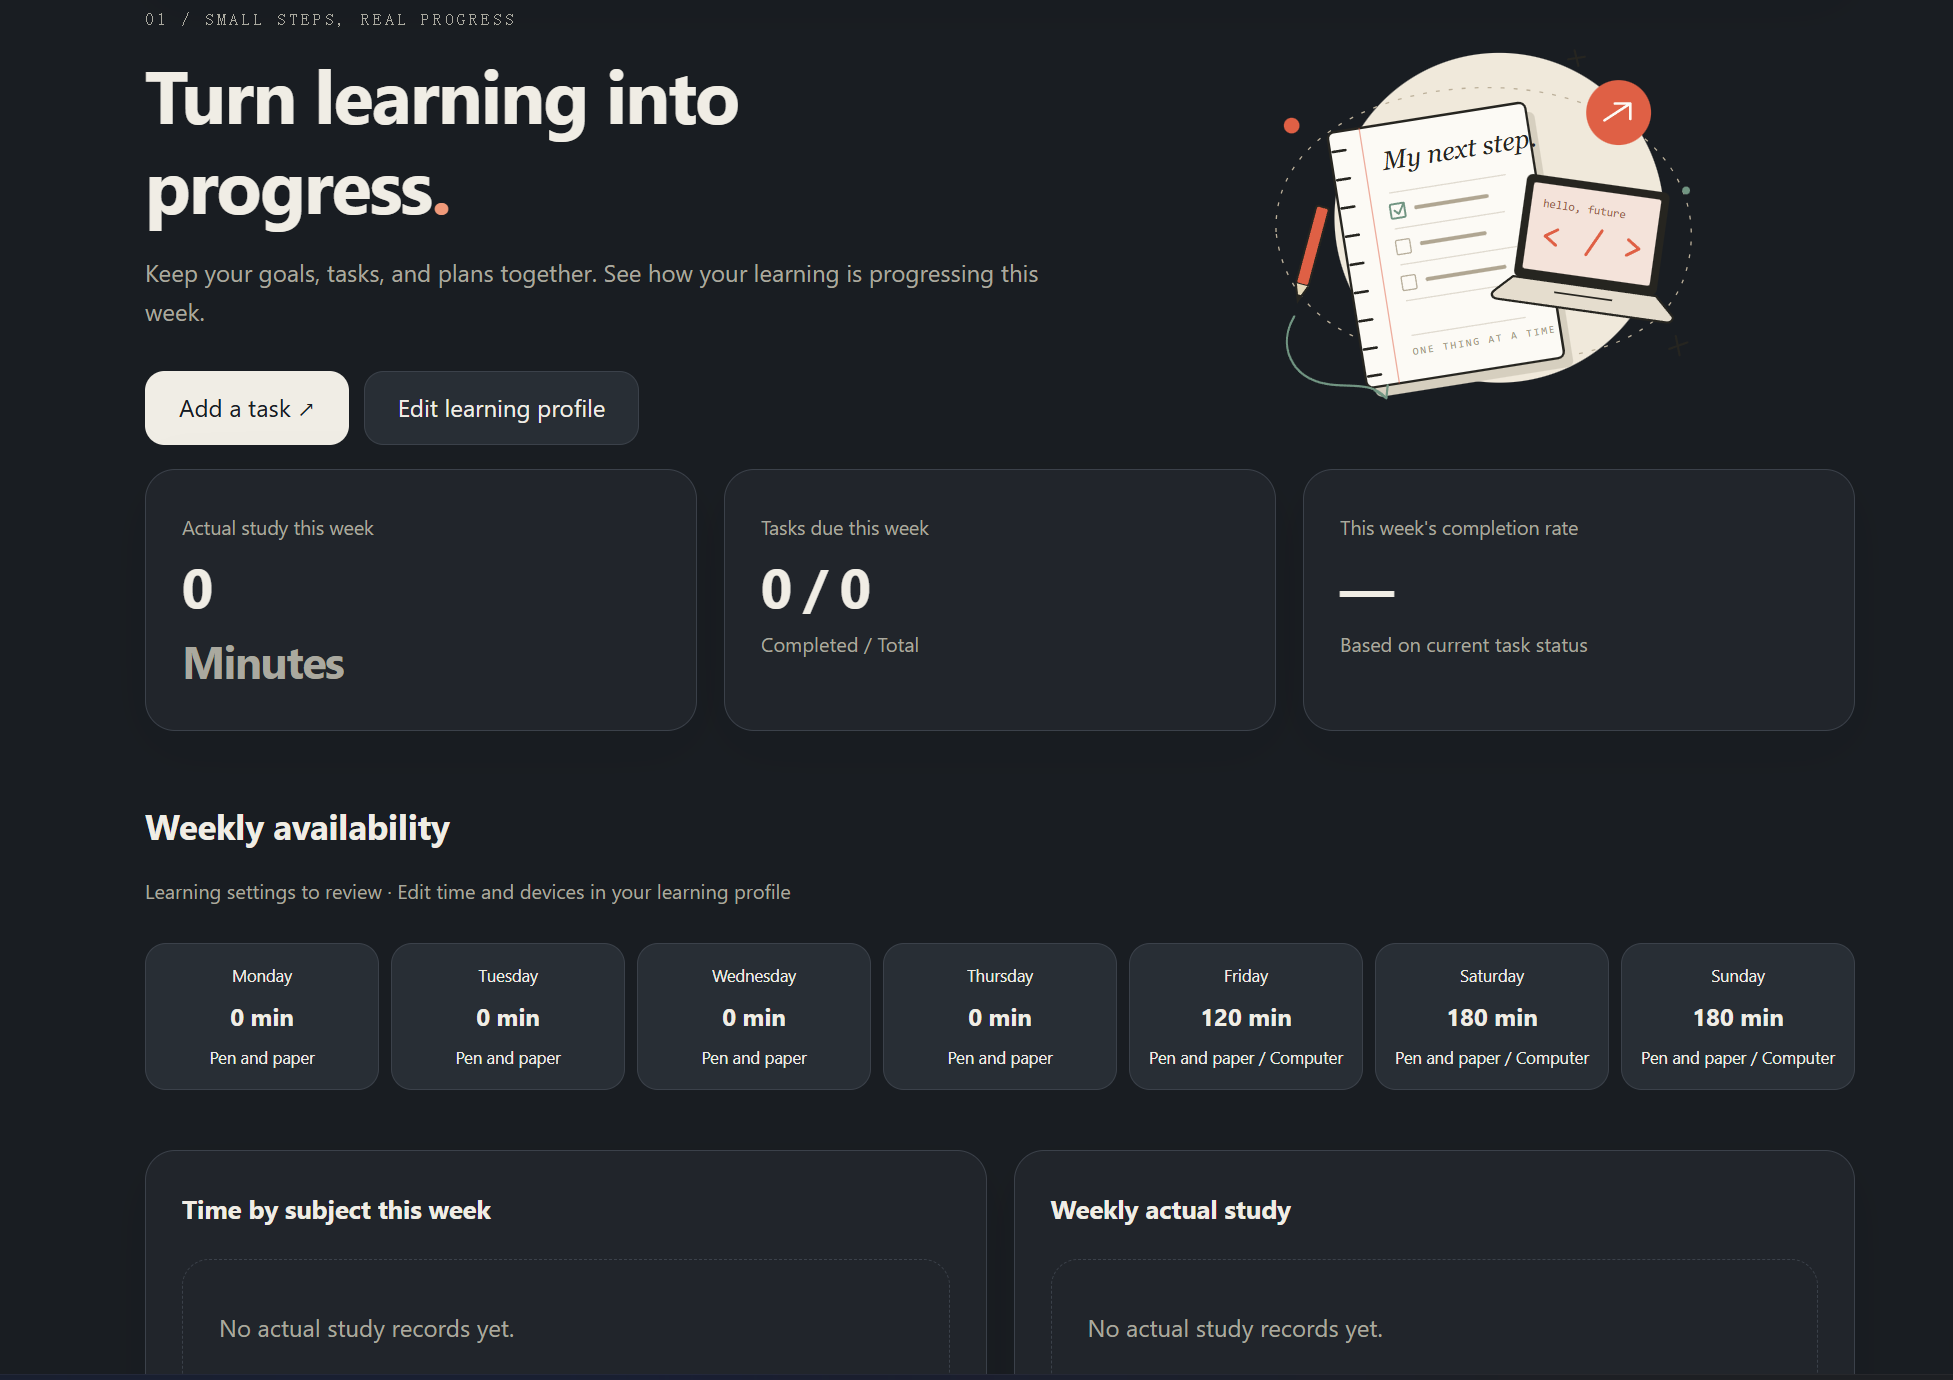 01 / SMALL STEPS, REAL PROGRESS
Turn learning into
progress.
Keep your goals, tasks, and plans together. See how your learning is progressing this
week.
Add a task ↗
Edit learning profile
My next step.
hello, future
< / >
ONE THING AT A TIME
Actual study this week
0
Minutes
Tasks due this week
0 / 0
Completed / Total
This week's completion rate
—
Based on current task status
Weekly availability
Learning settings to review · Edit time and devices in your learning profile
Monday
0 min
Pen and paper
Tuesday
0 min
Pen and paper
Wednesday
0 min
Pen and paper
Thursday
0 min
Pen and paper
Friday
120 min
Pen and paper / Computer
Saturday
180 min
Pen and paper / Computer
Sunday
180 min
Pen and paper / Computer
Time by subject this week
No actual study records yet.
Weekly actual study
No actual study records yet.